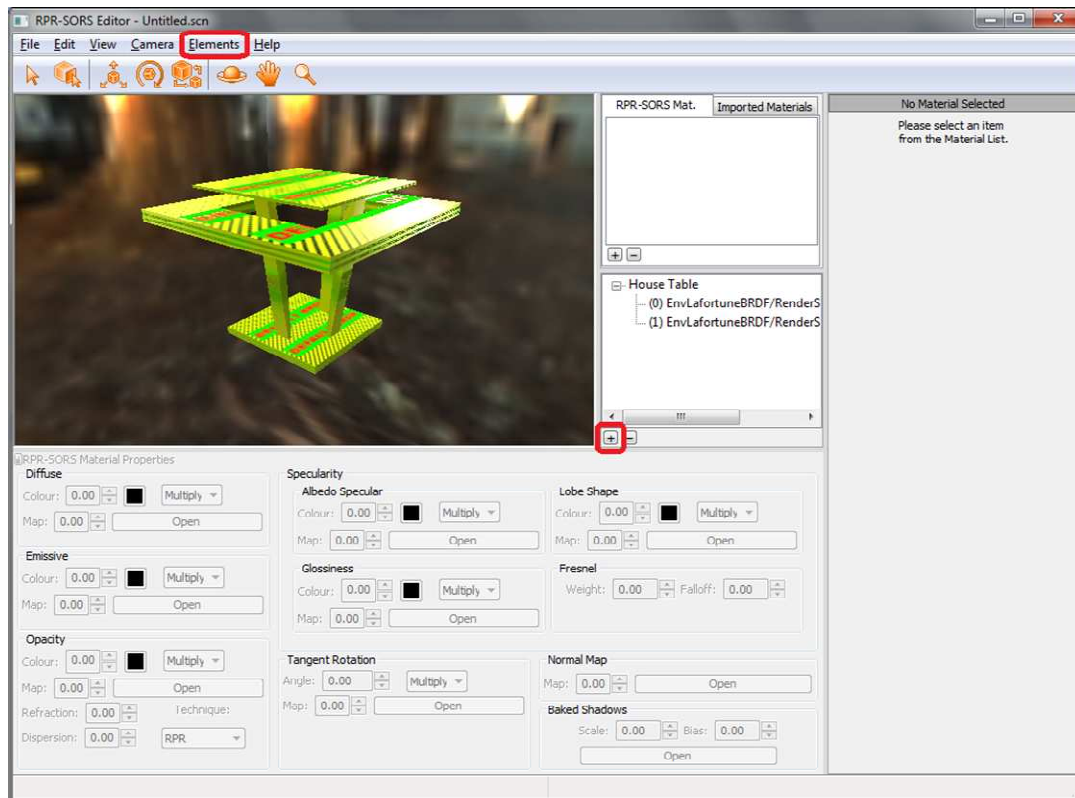 RPR-SORS Editor - Untitled.scn
File Edit View Camera Elements Help
RPR-SORS Mat. Imported Materials
No Material Selected
Please select an item
from the Material List.
House Table
(0) EnvLafortuneBRDF/RenderS
(1) EnvLafortuneBRDF/RenderS
RPR-SORS Material Properties
Diffuse
Colour: 0.00 Multiply
Map: 0.00 Open
Emissive
Colour: 0.00 Multiply
Map: 0.00 Open
Opacity
Colour: 0.00 Multiply
Map: 0.00 Open
Refraction: 0.00 Technique:
Dispersion: 0.00 RPR
Specularity
Albedo Specular
Colour: 0.00 Multiply
Map: 0.00 Open
Glossiness
Colour: 0.00 Multiply
Map: 0.00 Open
Lobe Shape
Colour: 0.00 Multiply
Map: 0.00 Open
Fresnel
Weight: 0.00 Falloff: 0.00
Tangent Rotation
Angle: 0.00 Multiply
Map: 0.00 Open
Normal Map
Map: 0.00 Open
Baked Shadows
Scale: 0.00 Bias: 0.00
Open